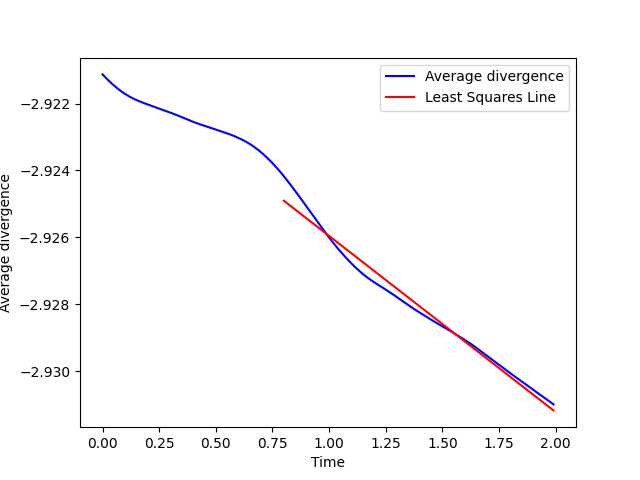 Average divergence
Least Squares Line
−2.922
−2.924
−2.926
−2.928
−2.930
Average divergence
0.00 0.25 0.50 0.75 1.00 1.25 1.50 1.75 2.00
Time